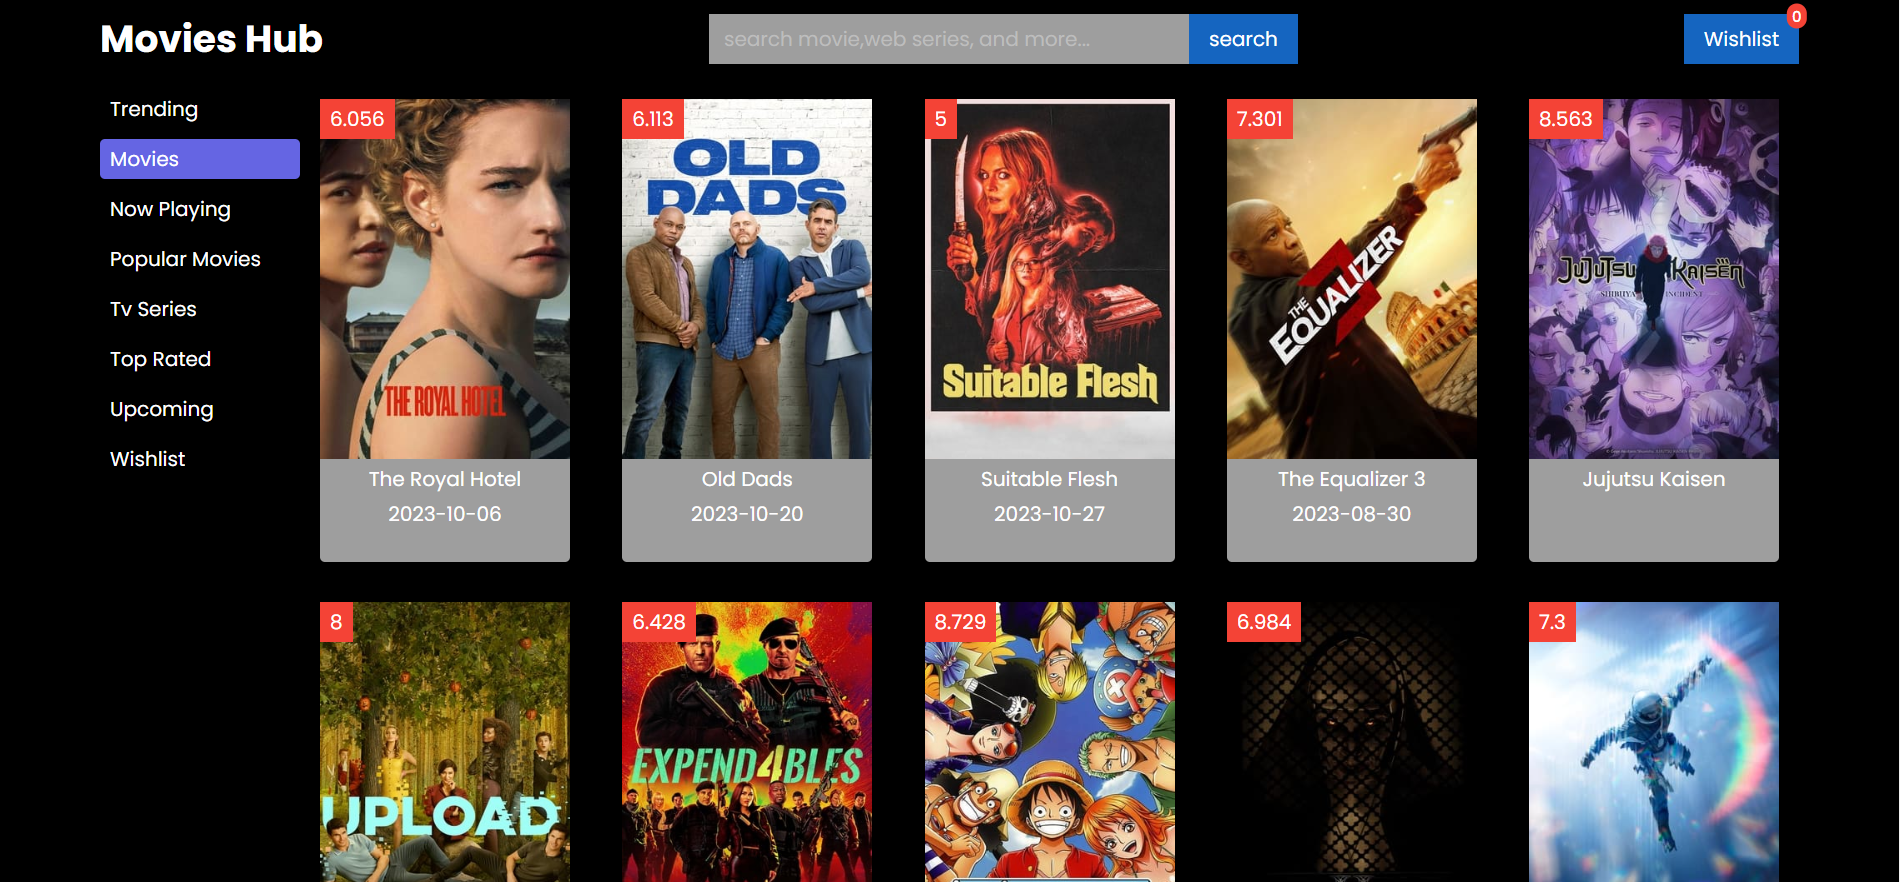 Movies Hub
search movie,web series, and more...
search
Wishlist
0
Trending
Movies
Now Playing
Popular Movies
Tv Series
Top Rated
Upcoming
Wishlist
6.056
THE ROYAL HOTEL
The Royal Hotel
2023-10-06
6.113
OLD
DADS
Old Dads
2023-10-20
5
Suitable Flesh
Suitable Flesh
2023-10-27
7.301
THE
EQUALIZER
3
The Equalizer 3
2023-08-30
8.563
JUJUTSU KAISEN
SHIBUYA INCIDENT
Jujutsu Kaisen
8
UPLOAD
6.428
EXPEND4BLES
8.729
6.984
7.3